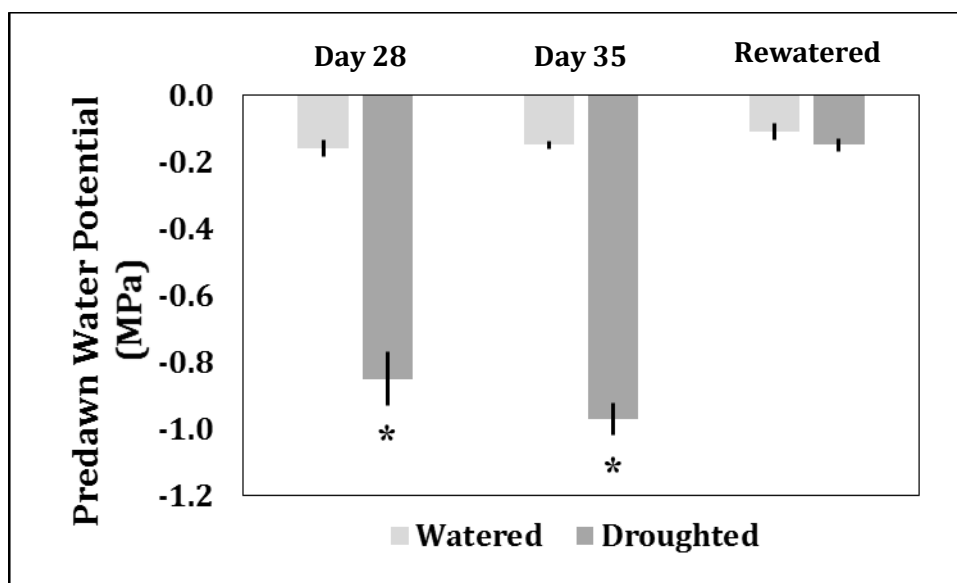 Day 28 Day 35 Rewatered
Predawn Water Potential
(MPa)
0.0
-0.2
-0.4
-0.6
-0.8
-1.0
-1.2
*
*
Watered Droughted